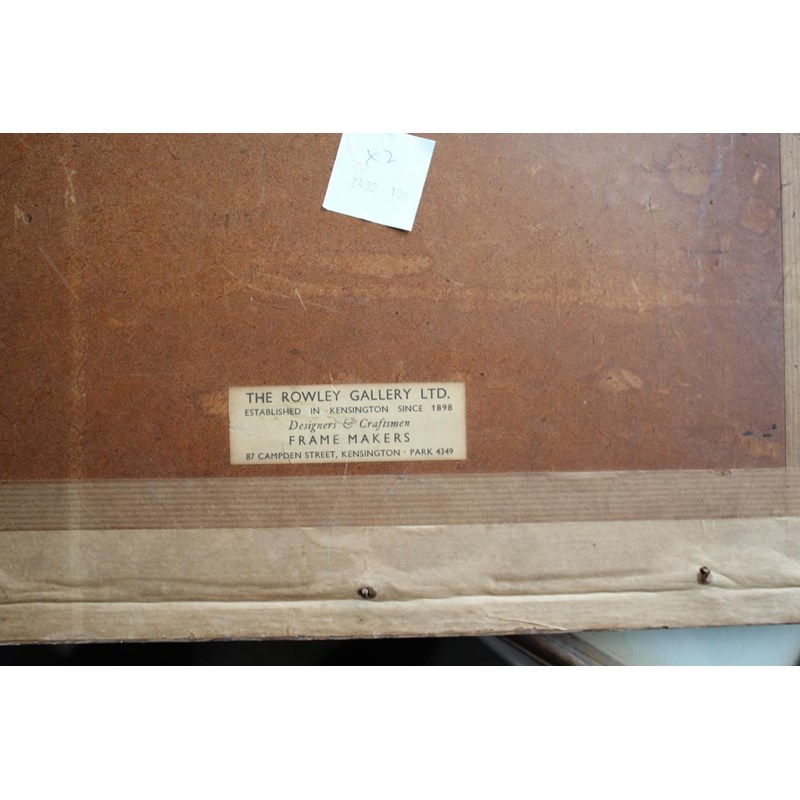 x2
THE ROWLEY GALLERY LTD.
ESTABLISHED IN KENSINGTON SINCE 1898
Designers & Craftsmen
FRAME MAKERS
87 CAMPDEN STREET, KENSINGTON · PARK 4349